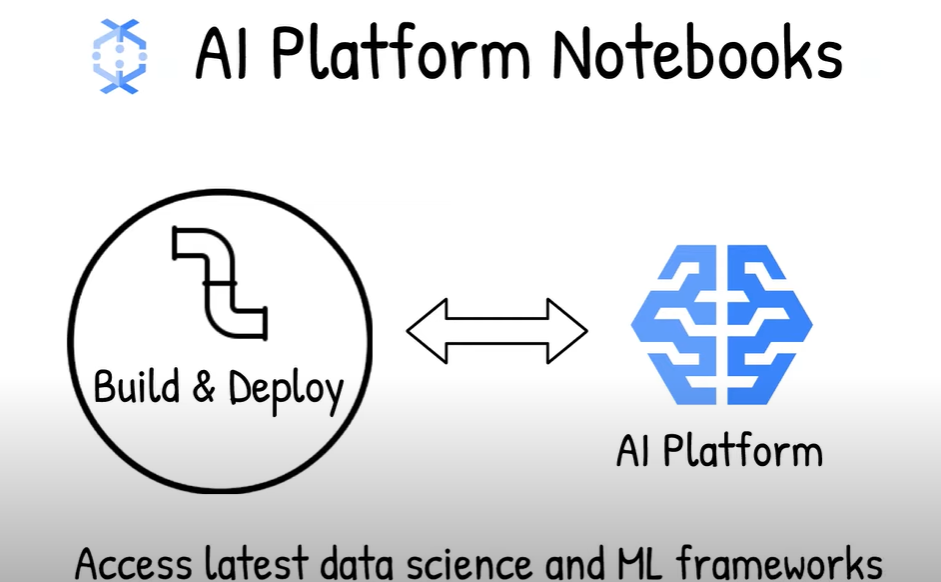 AI Platform Notebooks
Build & Deploy
AI Platform
Access latest data science and ML frameworks